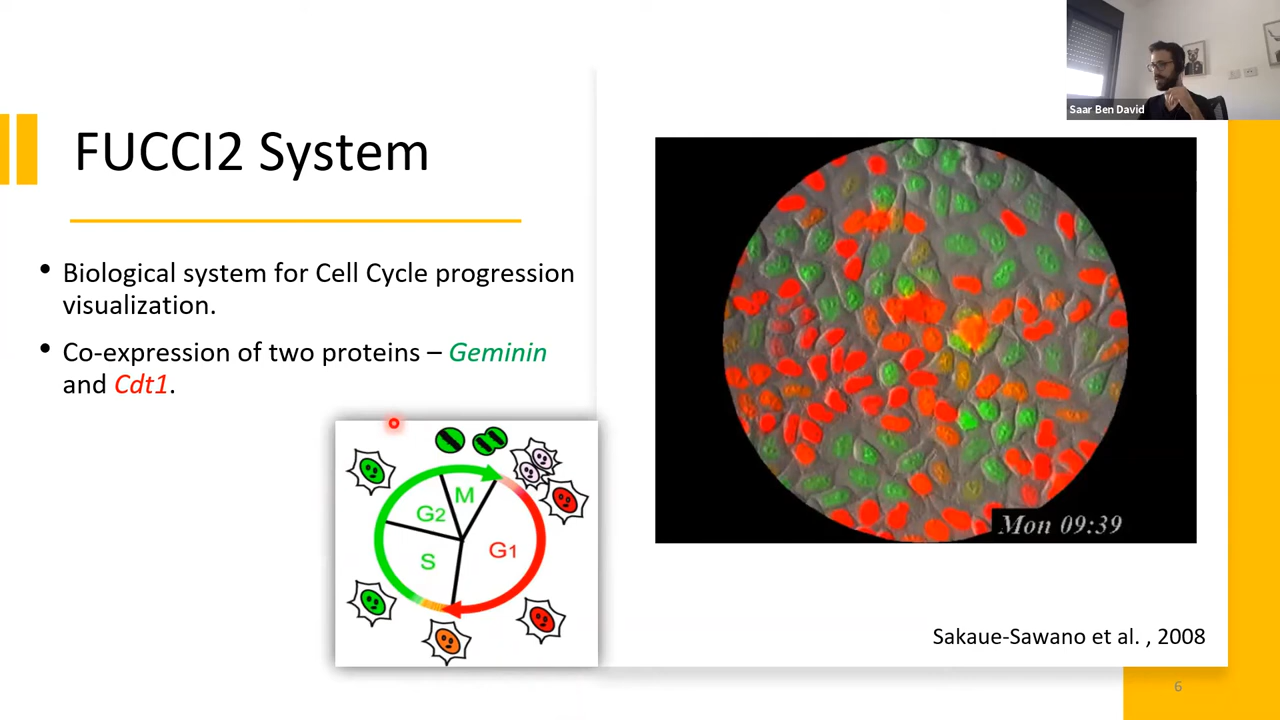 Saar Ben David
FUCCI2 System
• Biological system for Cell Cycle progression
visualization.
• Co-expression of two proteins – Geminin
and Cdt1.
M
G2
G1
S
Mon 09:39
Sakaue-Sawano et al. , 2008
6